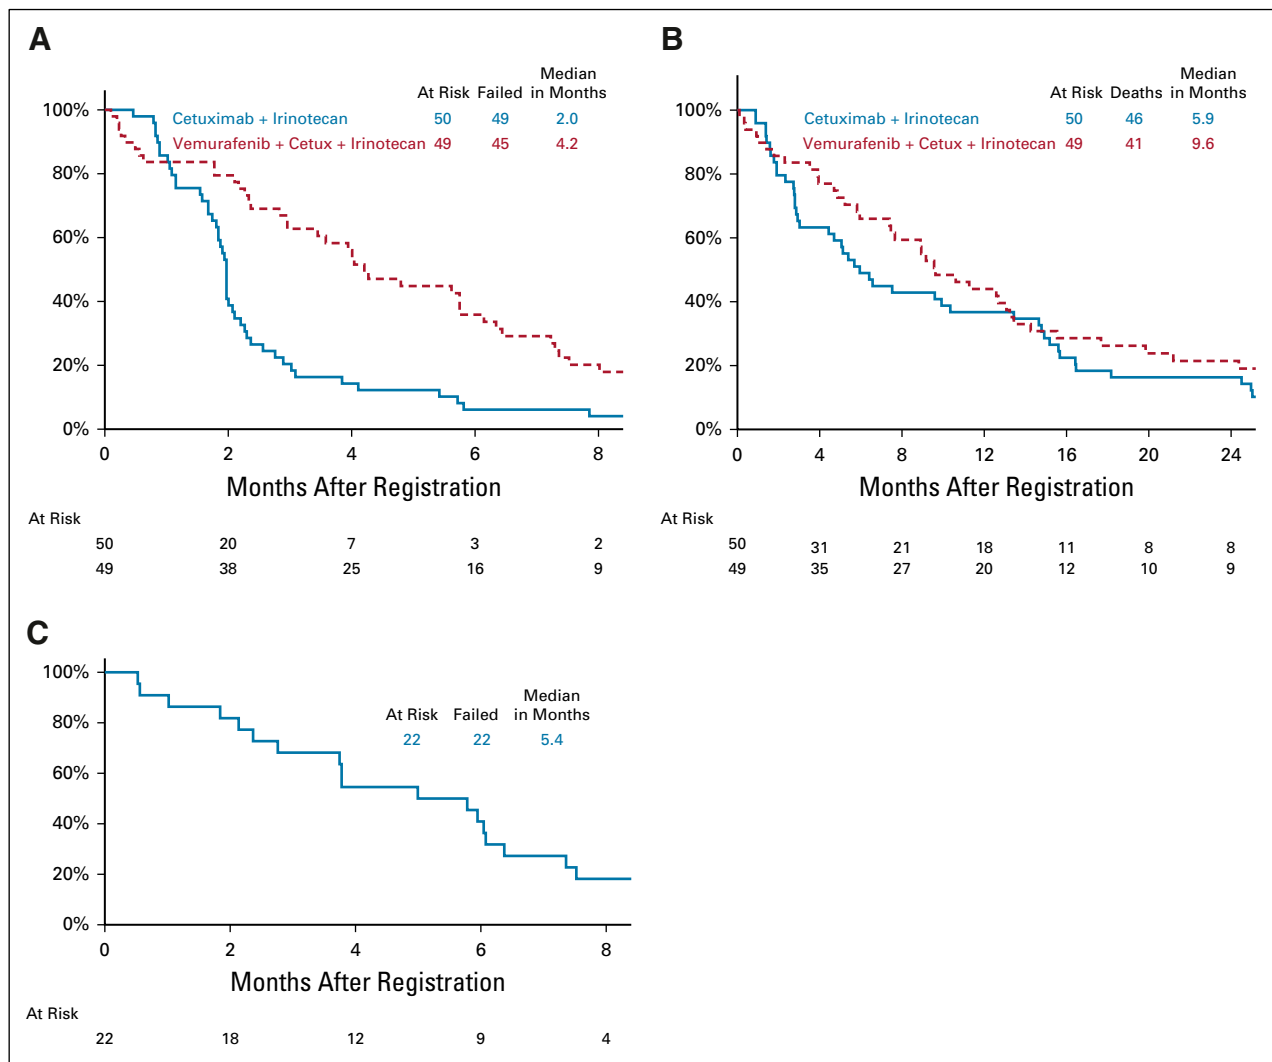 A
At Risk Failed Median in Months
100% Cetuximab + Irinotecan 50 49 2.0
Vemurafenib + Cetux + Irinotecan 49 45 4.2
80%
60%
40%
20%
0%
0 2 4 6 8
Months After Registration
At Risk
50 20 7 3 2
49 38 25 16 9
B
At Risk Deaths Median in Months
100% Cetuximab + Irinotecan 50 46 5.9
Vemurafenib + Cetux + Irinotecan 49 41 9.6
80%
60%
40%
20%
0%
0 4 8 12 16 20 24
Months After Registration
50 31 21 18 11 8 8
49 35 27 20 12 10 9
C
100%
At Risk Failed Median in Months
22 22 5.4
80%
60%
40%
20%
0%
0 2 4 6 8
Months After Registration
At Risk
22 18 12 9 4